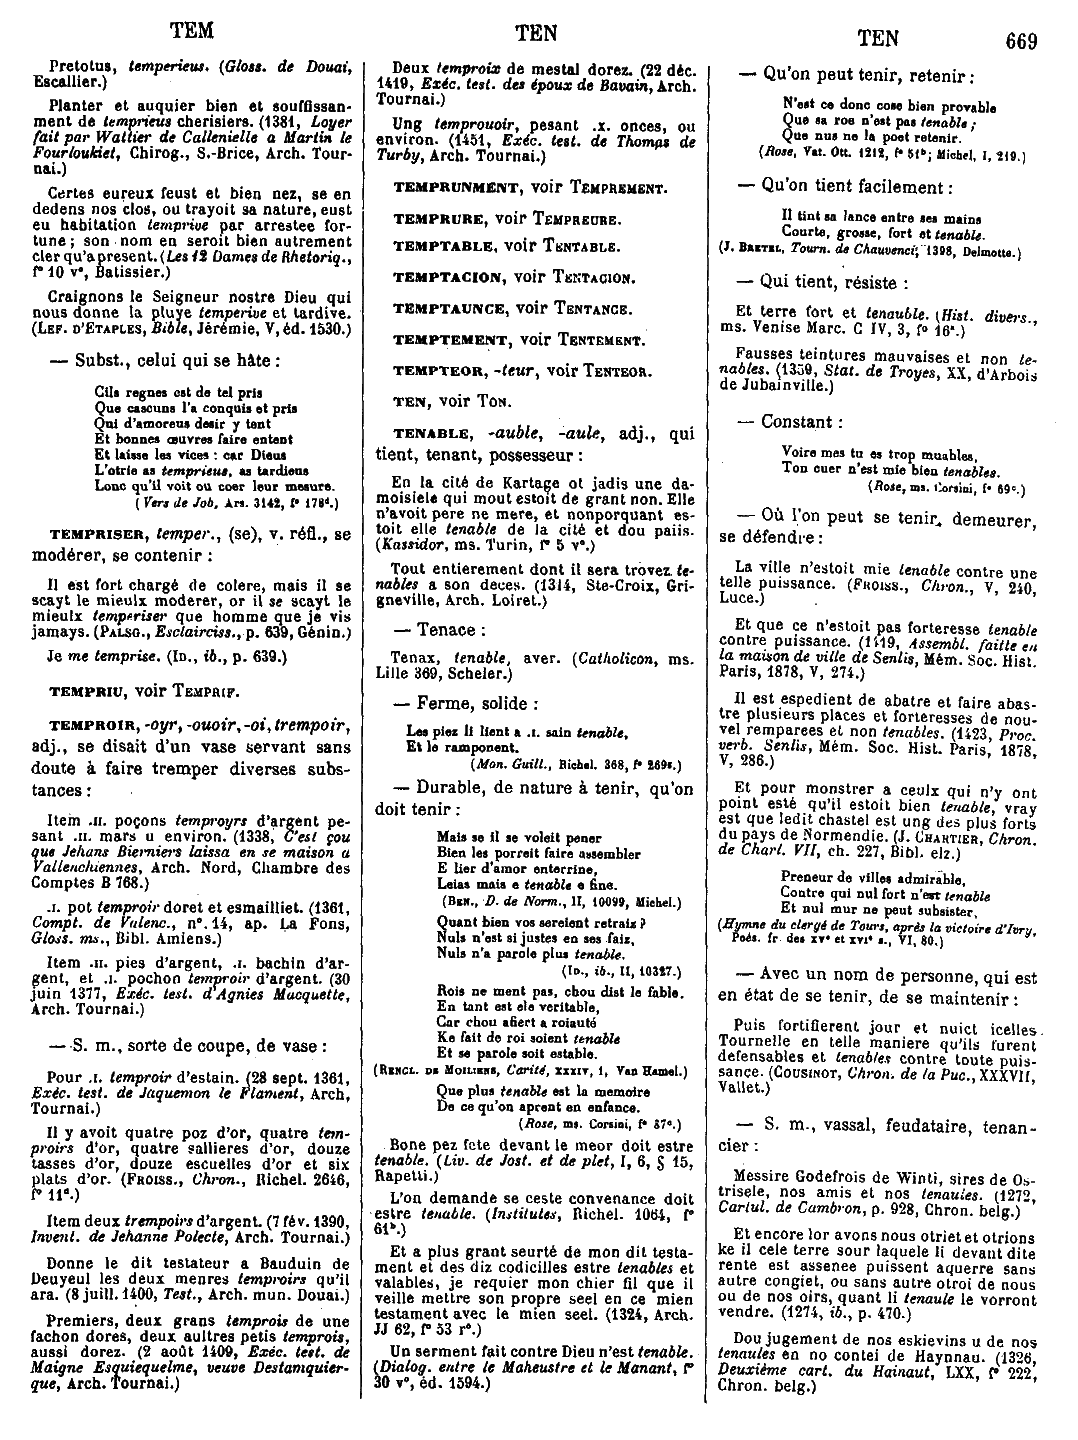 TEM
TEN
TEN
669
Pretotus, temperieus. (Gloss. de Douai,
Escallier.)
Planter et auquier bien et souffissan-
ment de temprieus cherisiers. (1381, Loyer
fait par Wattier de Callenielle a Martin le
Fourloukiet, Chirog., S.-Brice, Arch. Tour-
nai.)
Certes eureux feust et bien nez, se en
dedens nos clos, ou trayoit sa nature, eust
eu habitation temprive par arrestee for-
tune; son nom en seroit bien autrement
cler qu'a present. (Les 12 Dames de Rhetoriq.,
f° 10 v°, Batissier.)
Craignons le Seigneur nostre Dieu qui
nous donne la pluye temperive et tardive.
(LEF. D'ETAPLES, Bible, Jérémie, V, éd. 1530.)
— Subst., celui qui se hâte :
Cils regnes est de tel pris
Que cascuns l'a conquis et pris
Qui d'amoreus desir y tent
Et bonnes œuvres faire entent
Et laisse les vices : car Dieus
L'otrie as temprieus, as tardieus
Lonc qu'il voit ou coer leur mesure.
(Vers de Job, Ars. 3142, f° 178ᵈ.)
TEMPRISER, temper., (se), v. réfl., se
modérer, se contenir :
Il est fort chargé de colere, mais il se
scayt le mieulx moderer, or il se scayt le
mieulx tempriser que homme que je vis
jamays. (PALSG., Esclairciss., p. 639, Génin.)
Je me temprise. (ID., ib., p. 639.)
TEMPRIU, voir TEMPRIF.
TEMPROIR, -oyr, -ouoir, -oi, trempoir,
adj., se disait d'un vase servant sans
doute à faire tremper diverses subs-
tances :
Item .II. poçons temproyrs d'argent pe-
sant .II. mars u environ. (1338, C'est çou
que Jehans Bierniers laissa en se maison a
Vallenchiennes, Arch. Nord, Chambre des
Comptes B 768.)
.I. pot temproir doret et esmailliet. (1361,
Compt. de Valenc., n°. 14, ap. La Fons,
Gloss. ms., Bibl. Amiens.)
Item .II. pies d'argent, .I. bachin d'ar-
gent, et .I. pochon temproir d'argent. (30
juin 1377, Exéc. test. d'Agnies Mucquette,
Arch. Tournai.)
— S. m., sorte de coupe, de vase :
Pour .I. temproir d'estain. (28 sept. 1361,
Exéc. test. de Jaquemon le Flament, Arch,
Tournai.)
Il y avoit quatre poz d'or, quatre tem-
proirs d'or, quatre sallieres d'or, douze
tasses d'or, douze escuelles d'or et six
plats d'or. (FROISS., Chron., Richel. 2646,
f° 11ᵈ.)
Item deux trempoirs d'argent. (7 fév. 1390,
Invent. de Jehanne Polecte, Arch. Tournai.)
Donne le dit testateur a Bauduin de
Deuyeul les deux menres temproirs qu'il
ara. (8 juill. 1400, Test., Arch. mun. Douai.)
Premiers, deux grans temprois de une
fachon dores, deux aultres petis temprois,
aussi dorez. (2 août 1409, Exéc. test. de
Maigne Esquiequelme, veuve Destamquier-
que, Arch. Tournai.)
Deux temproix de mestal dorez. (22 déc.
1419, Exéc. test. des époux de Bavain, Arch.
Tournai.)
Ung temprouoir, pesant .x. onces, ou
environ. (1451, Exéc. test. de Thomas de
Turby, Arch. Tournai.)
TEMPRUNMENT, voir TEMPREMENT.
TEMPRURE, voir TEMPREURE.
TEMPTABLE, voir TENTABLE.
TEMPTACION, voir TENTACION.
TEMPTAUNCE, voir TENTANCE.
TEMPTEMENT, voir TENTEMENT.
TEMPTEOR, -teur, voir TENTEOR.
TEN, voir TON.
TENABLE, -auble, -aule, adj., qui
tient, tenant, possesseur :
En la cité de Kartage ot jadis une da-
moisiele qui mout estoit de grant non. Elle
n'avoit pere ne mere, et nonporquant es-
toit elle tenable de la cité et dou païis.
(Kassidor, ms. Turin, f° 5 v°.)
Tout entierement dont il sera trovez te-
nables a son deces. (1314, Ste-Croix, Gri-
gneville, Arch. Loiret.)
— Tenace :
Tenax, tenable, aver. (Catholicon, ms.
Lille 369, Scheler.)
— Ferme, solide :
Les piez li lient a .I. sain tenable,
Et le ramponent.
(Mon. Guill., Richel. 368, f° 269ᵉ.)
— Durable, de nature à tenir, qu'on
doit tenir :
Mais se il se voleit pener
Bien les porreit faire assembler
E lier d'amor enterrine,
Leias mais e tenable e fine.
(BEN., D. de Norm., II, 10099, Michel.)
Quant bien vos sereient retraiz ?
Nuls n'est si justes en ses faiz,
Nuls n'a parole plus tenable.
(ID., ib., II, 10327.)
Rois ne ment pas, chou dist le fable.
En tant est ele veritable,
Car chou afiert a roiauté
Ke fait de roi soient tenable
Et se parole soit estable.
(RENCL. DE MOILIENS, Carité, XXXIV, 1, Van Hamel.)
Que plus tenable est la memoire
De ce qu'on aprent en enfance.
(Rose, ms. Corsini, f° 87ᶜ.)
Bone pez fete devant le meor doit estre
tenable. (Liv. de Jost. et de plet, I, 6, § 15,
Rapetti.)
L'on demande se ceste convenance doit
estre tenable. (Institutes, Richel. 1064, f°
61ᵇ.)
Et a plus grant seurté de mon dit testa-
ment et des diz codicilles estre tenables et
valables, je requier mon chier fil que il
veille mettre son propre seel en ce mien
testament avec le mien seel. (1324, Arch.
JJ 62, f° 53 r°.)
Un serment fait contre Dieu n'est tenable.
(Dialog. entre le Maheustre et le Manant, f°
30 v°, éd. 1594.)
— Qu'on peut tenir, retenir :
N'est ce donc cose bien provable
Que sa roe n'est pas tenable ;
Que nus ne la poet retenir.
(Rose, Vat. Ott. 1212, f° 51ᵇ; Michel, I, 219.)
— Qu'on tient facilement :
Il tint sa lance entre ses mains
Courte, grosse, fort et tenable.
(J. BRETEL, Tourn. de Chauvenci, 1398, Delmotte.)
— Qui tient, résiste :
Et terre fort et tenauble. (Hist. divers.,
ms. Venise Marc. C IV, 3, f° 16ᵃ.)
Fausses teintures mauvaises et non te-
nables. (1359, Stat. de Troyes, XX, d'Arbois
de Jubainville.)
— Constant :
Voire mes tu es trop muables,
Ton cuer n'est mie bien tenables.
(Rose, ms. Corsini, f° 69ᶜ.)
— Où l'on peut se tenir, demeurer,
se défendre :
La ville n'estoit mie tenable contre une
telle puissance. (FROISS., Chron., V, 240,
Luce.)
Et que ce n'estoit pas forteresse tenable
contre puissance. (1419, Assembl. faitte en
la maison de ville de Senlis, Mém. Soc. Hist.
Paris, 1878, V, 274.)
Il est espedient de abatre et faire abas-
tre plusieurs places et forteresses de nou-
vel remparees et non tenables. (1423, Proc.
verb. Senlis, Mém. Soc. Hist. Paris, 1878,
V, 286.)
Et pour monstrer a ceulx qui n'y ont
point esté qu'il estoit bien tenable, vray
est que ledit chastel est ung des plus forts
du pays de Normendie. (J. CHARTIER, Chron.
de Charl. VII, ch. 227, Bibl. elz.)
Preneur de villes admirable,
Contre qui nul fort n'est tenable
Et nul mur ne peut subsister,
(Hymne du clergé de Tours, après la victoire d'Ivry,
Poés. fr. des XVᵉ et XVIᵉ s., VI, 80.)
— Avec un nom de personne, qui est
en état de se tenir, de se maintenir :
Puis fortifierent jour et nuict icelles
Tournelle en telle maniere qu'ils furent
defensables et tenables contre toute puis-
sance. (COUSINOT, Chron. de la Puc., XXXVII,
Vallet.)
— S. m., vassal, feudataire, tenan-
cier :
Messire Godefrois de Winti, sires de Os-
trisele, nos amis et nos tenaules. (1272,
Cartul. de Cambron, p. 928, Chron. belg.)
Et encore lor avons nous otriet et otrions
ke il cele terre sour laquele li devant dite
rente est assenee puissent aquerre sans
autre congiet, ou sans autre otroi de nous
ou de nos oirs, quant li tenaule le vorront
vendre. (1274, ib., p. 470.)
Dou jugement de nos eskievins u de nos
tenaules en no contei de Haynnau. (1326,
Deuxième cart. du Hainaut, LXX, f° 222,
Chron. belg.)